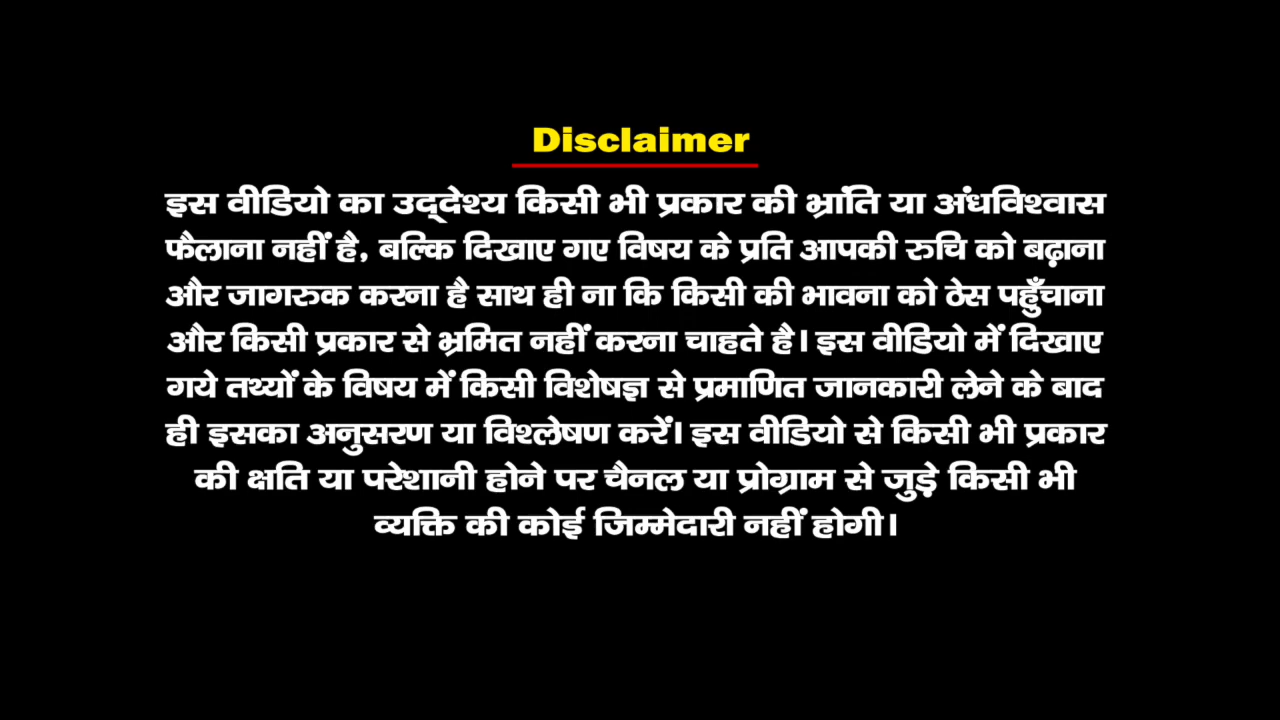 Disclaimer
इस वीडियो का उद्देश्य किसी भी प्रकार की भ्रांति या अंधविश्वास
फैलाना नहीं है, बल्कि दिखाए गए विषय के प्रति आपकी रुचि को बढ़ाना
और जागरुक करना है साथ ही ना कि किसी की भावना को ठेस पहुँचाना
और किसी प्रकार से भ्रमित नहीं करना चाहते है। इस वीडियो में दिखाए
गये तथ्यों के विषय में किसी विशेषज्ञ से प्रमाणित जानकारी लेने के बाद
ही इसका अनुसरण या विश्लेषण करें। इस वीडियो से किसी भी प्रकार
की क्षति या परेशानी होने पर चैनल या प्रोग्राम से जुड़े किसी भी
व्यक्ति की कोई जिम्मेदारी नहीं होगी।